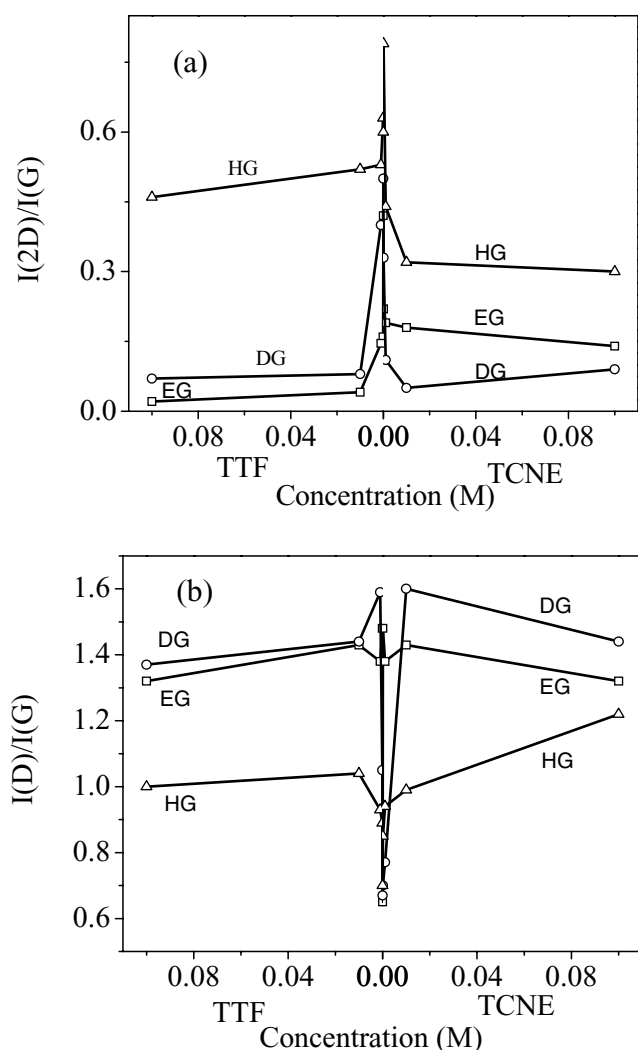 (a)
I(2D)/I(G)
0.6
0.3
0.0
HG
DG
EG
HG
EG
DG
0.08 0.04 0.00 0.04 0.08
TTF TCNE
Concentration (M)
(b)
I(D)/I(G)
1.6
1.4
1.2
1.0
0.8
0.6
DG
EG
HG
DG
EG
HG
0.08 0.04 0.00 0.04 0.08
TTF TCNE
Concentration (M)